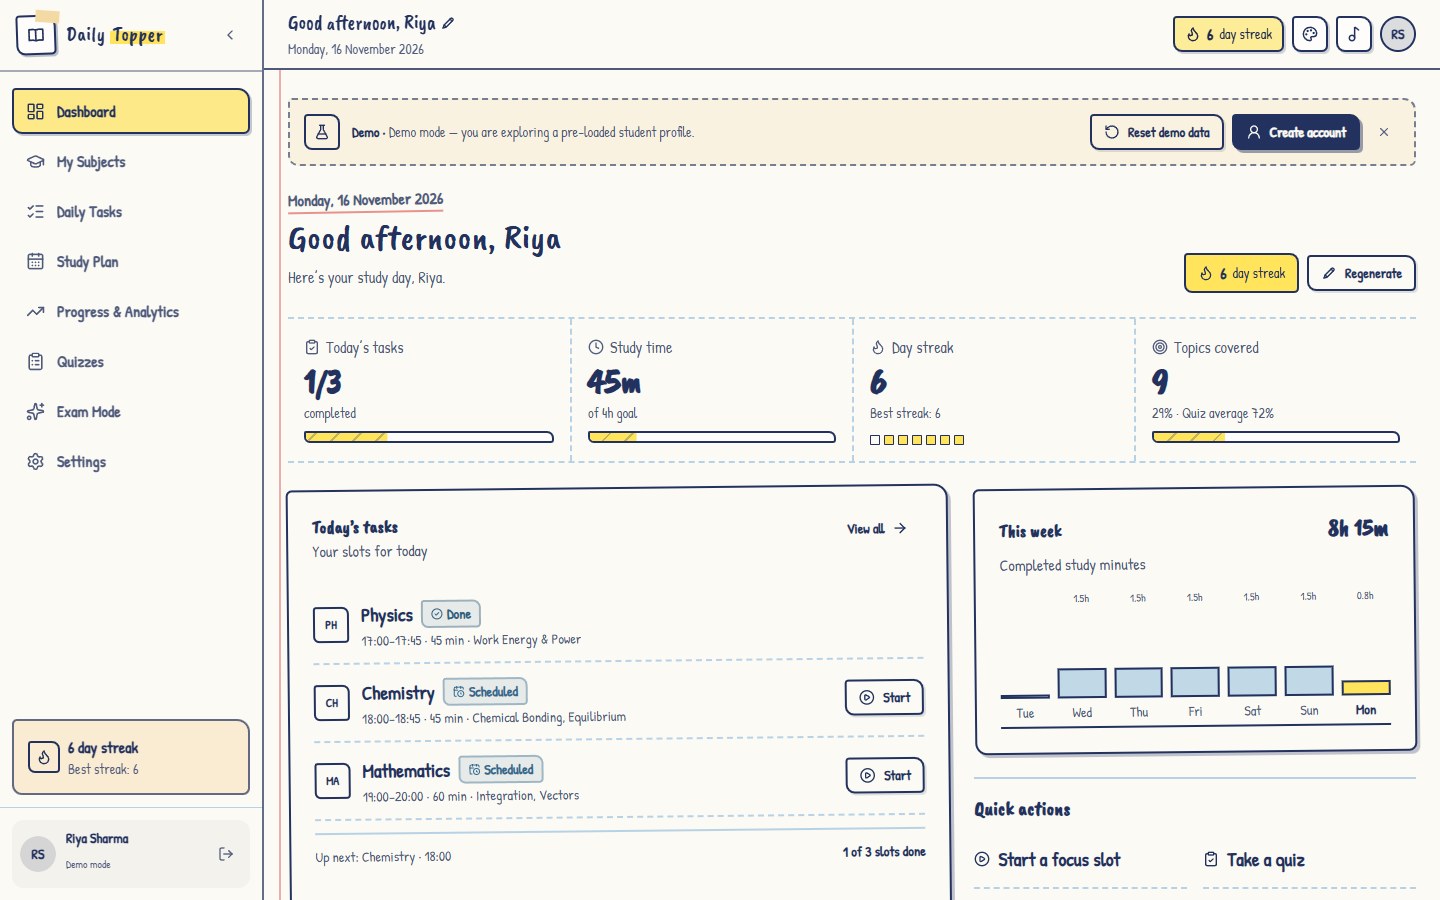 Daily Topper
Good afternoon, Riya
Monday, 16 November 2026
6 day streak
RS
Dashboard
My Subjects
Daily Tasks
Study Plan
Progress & Analytics
Quizzes
Exam Mode
Settings
6 day streak
Best streak: 6
RS
Riya Sharma
Demo mode
Demo · Demo mode — you are exploring a pre-loaded student profile.
Reset demo data
Create account
Monday, 16 November 2026
Good afternoon, Riya
Here's your study day, Riya.
6 day streak
Regenerate
Today's tasks
1/3
completed
Study time
45m
of 4h goal
Day streak
6
Best streak: 6
Topics covered
9
29% · Quiz average 72%
Today's tasks
Your slots for today
View all
PH
Physics
Done
17:00–17:45 · 45 min · Work Energy & Power
CH
Chemistry
Scheduled
18:00–18:45 · 45 min · Chemical Bonding, Equilibrium
Start
MA
Mathematics
Scheduled
19:00–20:00 · 60 min · Integration, Vectors
Start
Up next: Chemistry · 18:00
1 of 3 slots done
This week
8h 15m
Completed study minutes
1.5h 1.5h 1.5h 1.5h 1.5h 0.8h
Tue Wed Thu Fri Sat Sun Mon
Quick actions
Start a focus slot
Take a quiz